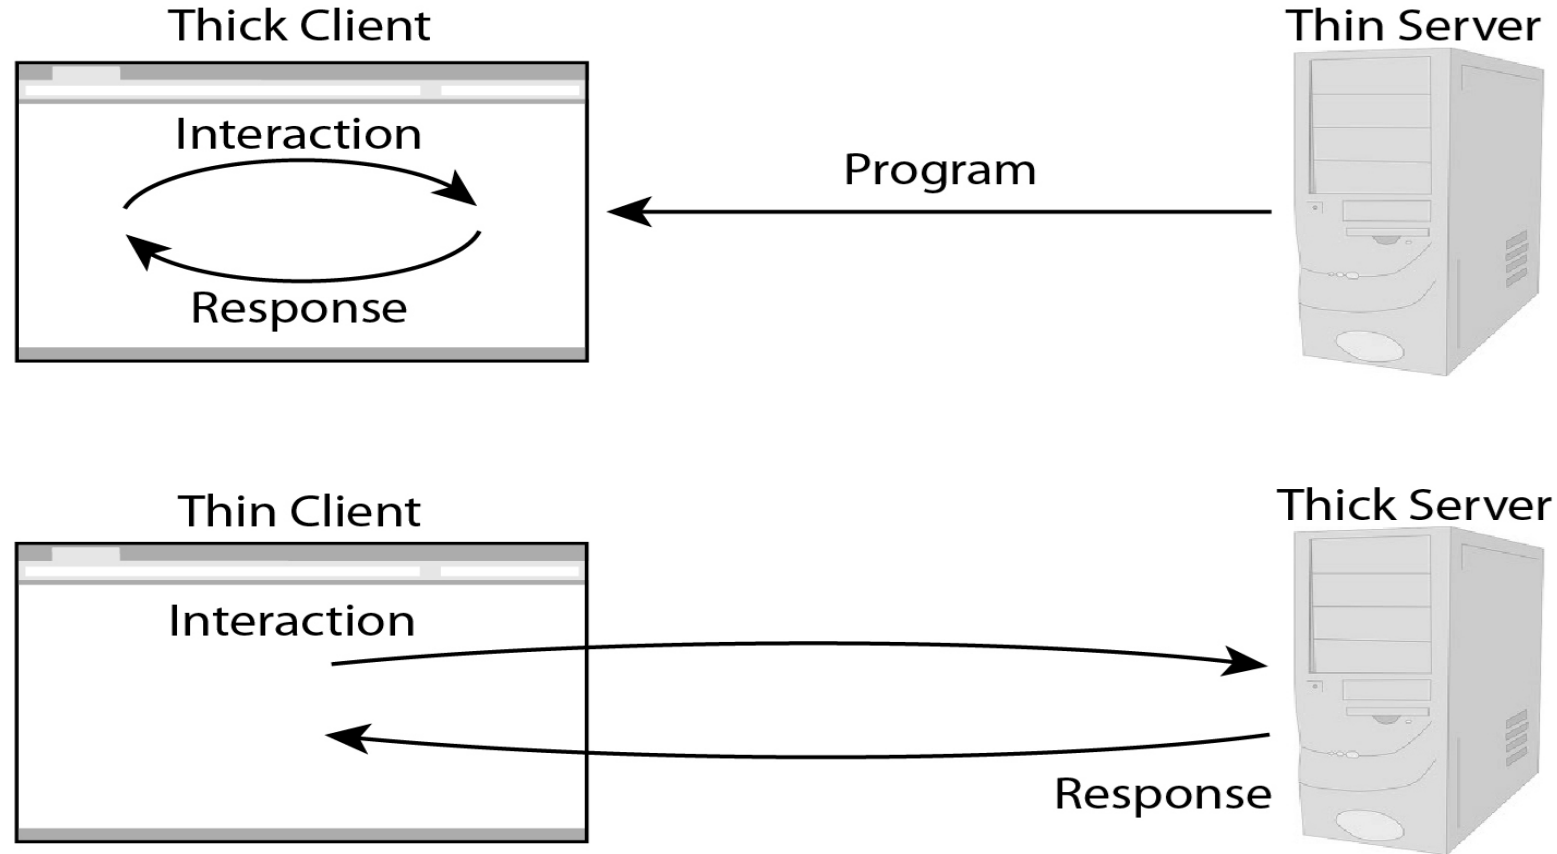 Thick Client
Thin Server
Interaction
Program
Response
Thin Client
Thick Server
Interaction
Response